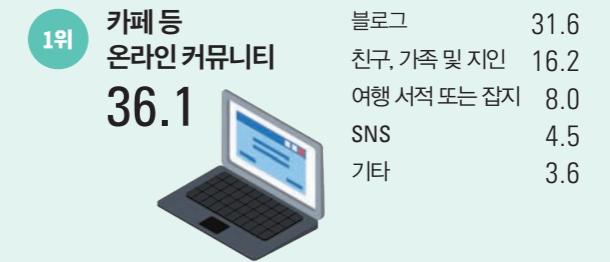 1위
카페 등
온라인 커뮤니티
36.1
블로그 31.6
친구, 가족 및 지인 16.2
여행 서적 또는 잡지 8.0
SNS 4.5
기타 3.6